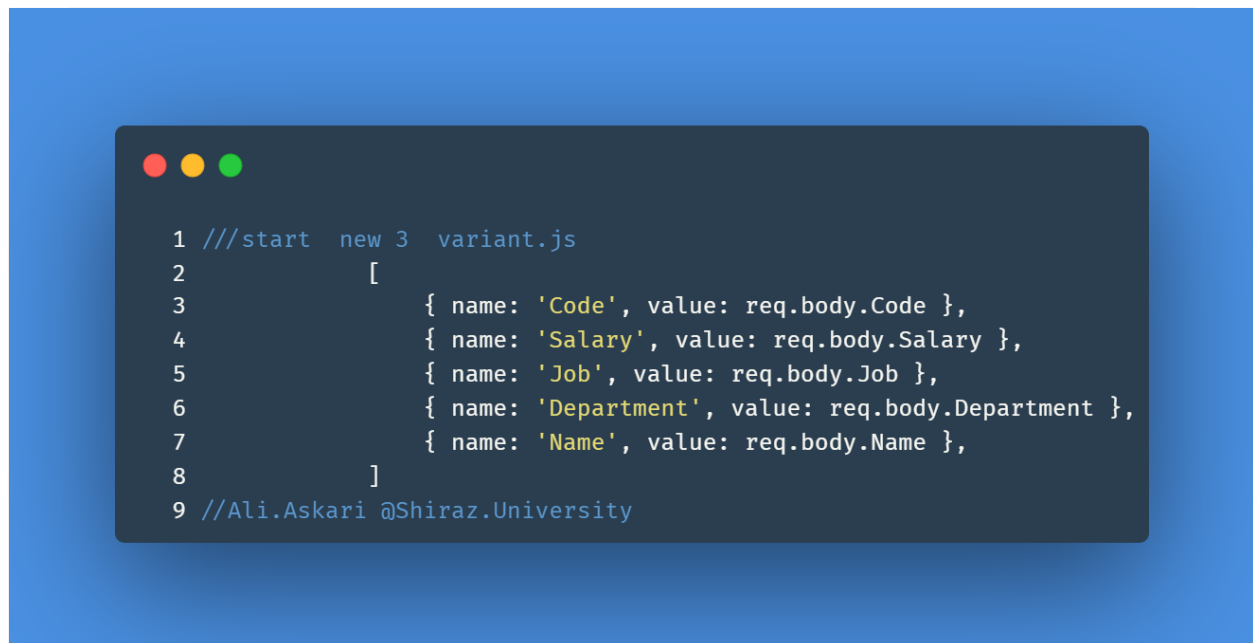 1 ///start  new 3  variant.js
2             [
3                 { name: 'Code', value: req.body.Code },
4                 { name: 'Salary', value: req.body.Salary },
5                 { name: 'Job', value: req.body.Job },
6                 { name: 'Department', value: req.body.Department },
7                 { name: 'Name', value: req.body.Name },
8             ]
9 //Ali.Askari @Shiraz.University